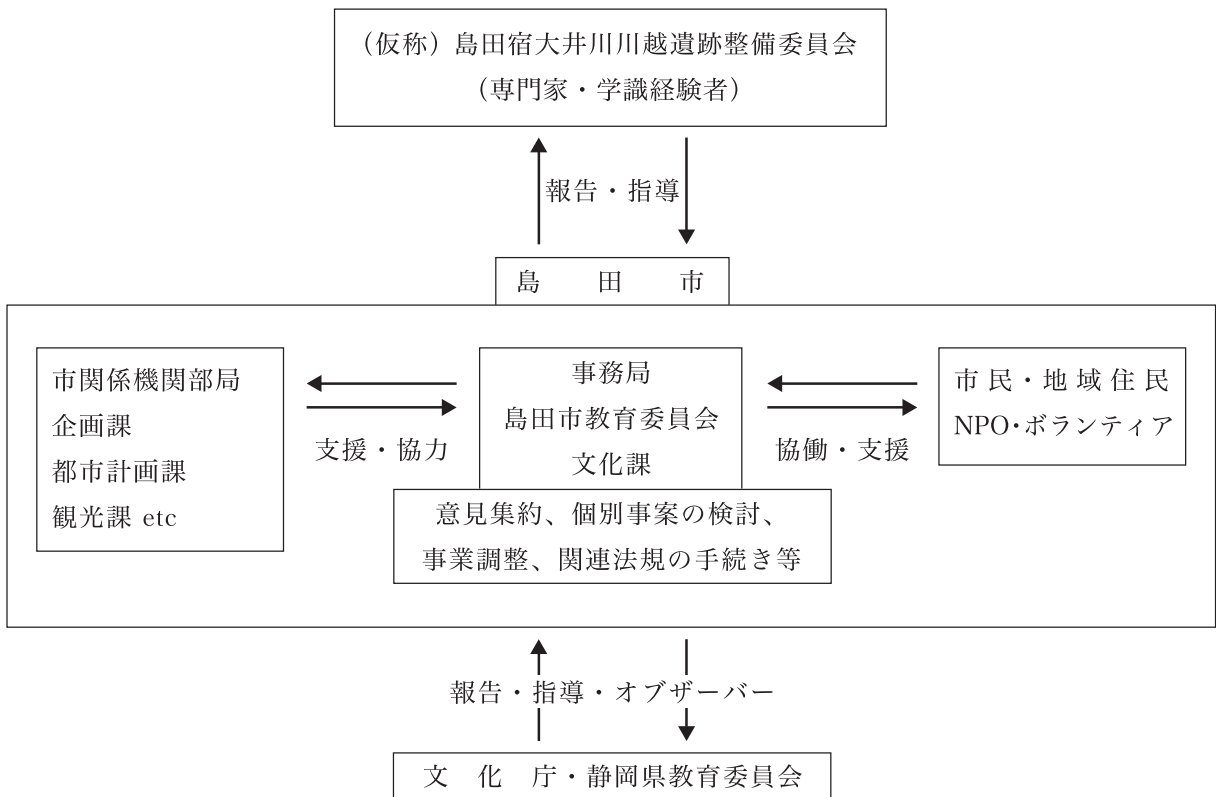 （仮称）島田宿大井川川越遺跡整備委員会
（専門家・学識経験者）
報告・指導
島田市
市関係機関部局
企画課
都市計画課
観光課 etc
支援・協力
事務局
島田市教育委員会
文化課
意見集約、個別事案の検討、
事業調整、関連法規の手続き等
協働・支援
市民・地域住民
NPO・ボランティア
報告・指導・オブザーバー
文化庁・静岡県教育委員会